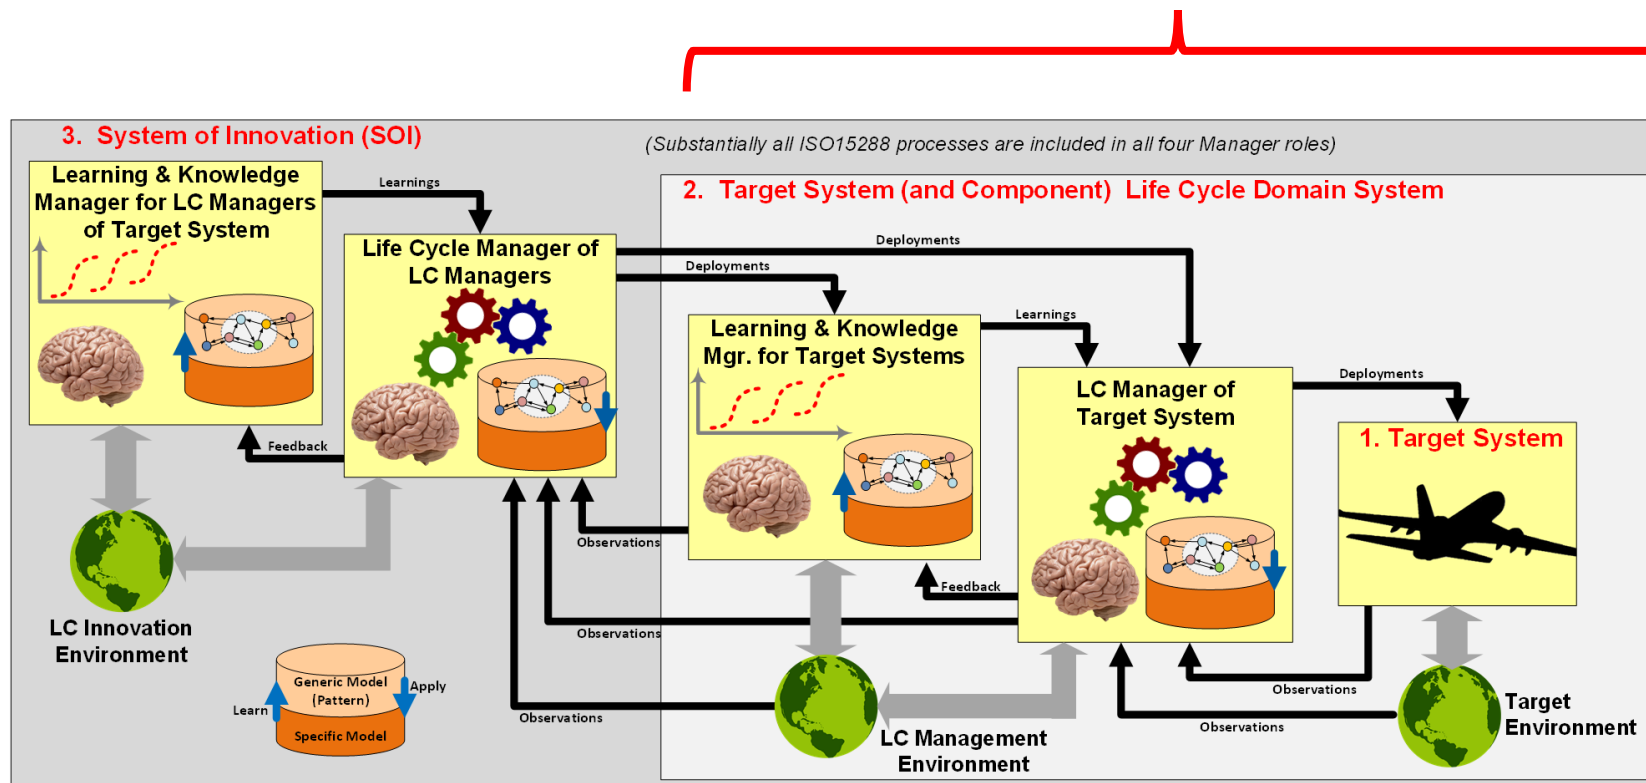 3. System of Innovation (SOI)
(Substantially all ISO15288 processes are included in all four Manager roles)
Learning & Knowledge
Manager for LC Managers
of Target System
Learnings
2. Target System (and Component) Life Cycle Domain System
Life Cycle Manager of
LC Managers
Deployments
Deployments
Learning & Knowledge
Mgr. for Target Systems
Learnings
LC Manager of
Target System
Deployments
1. Target System
Feedback
Observations
Feedback
Observations
LC Innovation
Environment
Generic Model
(Pattern)
Learn
Apply
Specific Model
Observations
LC Management
Environment
Observations
Observations
Target
Environment